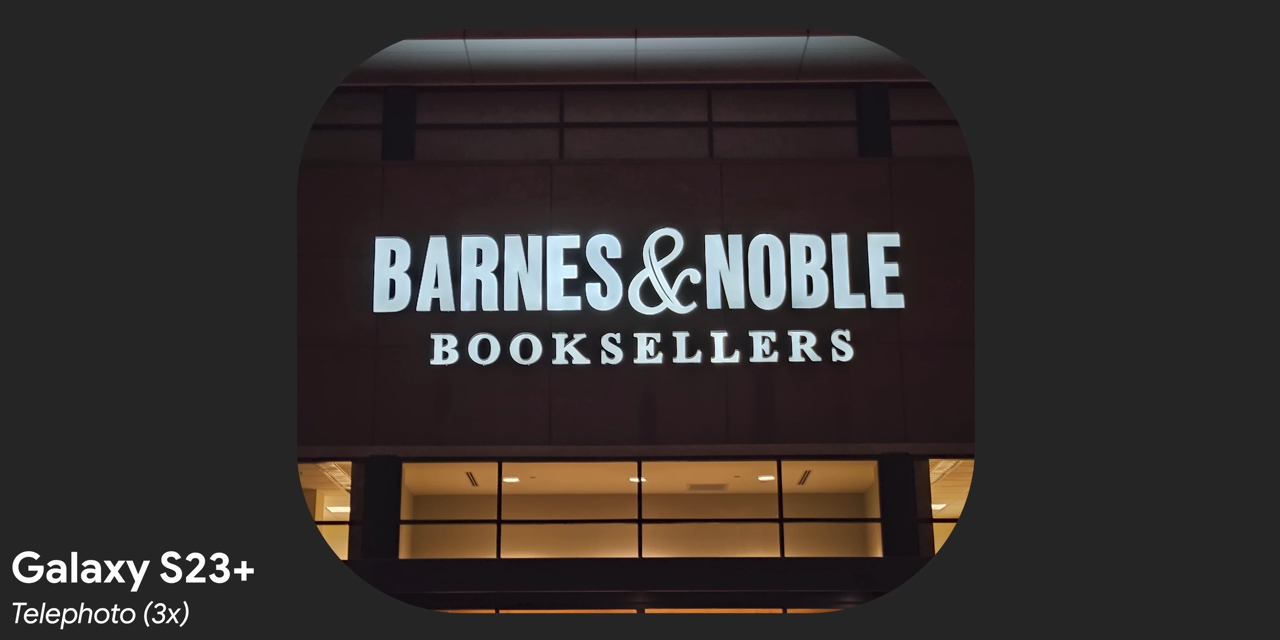 BARNES & NOBLE
BOOKSELLERS
Galaxy S23+
Telephoto (3x)